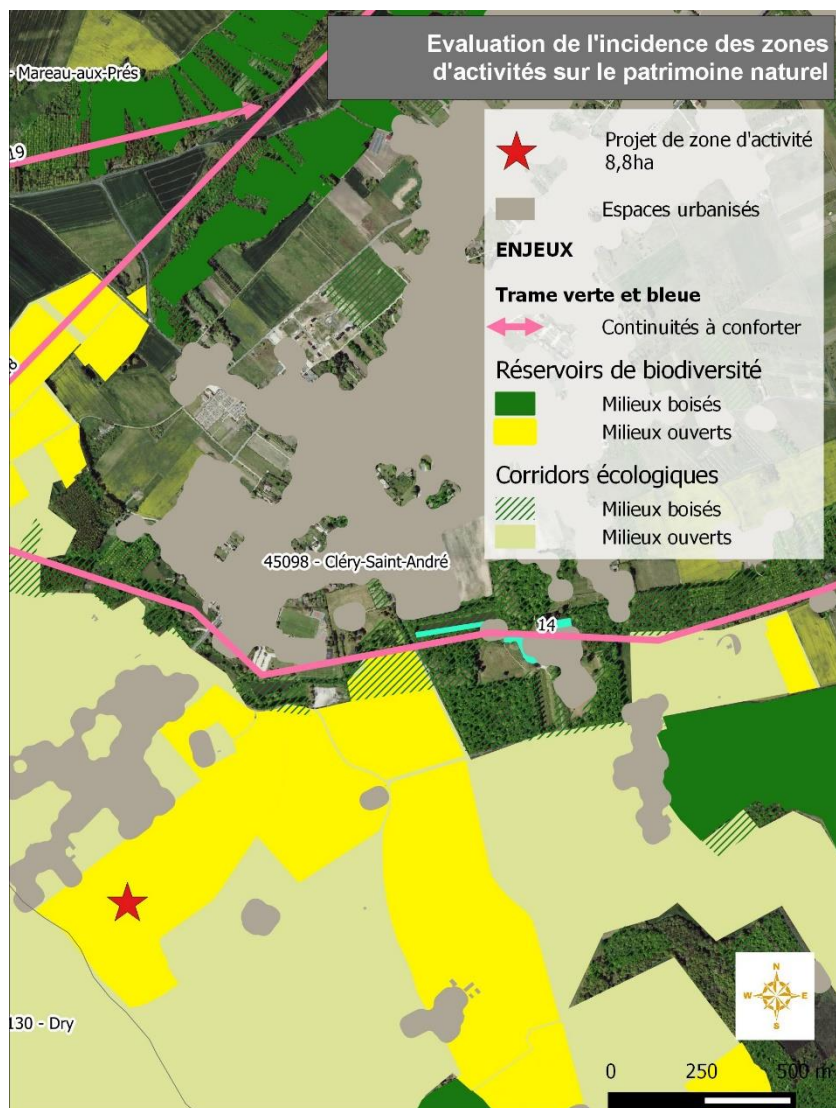 Evaluation de l'incidence des zones
d'activités sur le patrimoine naturel
- Mareau-aux-Prés
19
Projet de zone d'activité
8,8ha
Espaces urbanisés
ENJEUX
Trame verte et bleue
Continuités à conforter
Réservoirs de biodiversité
Milieux boisés
Milieux ouverts
Corridors écologiques
Milieux boisés
Milieux ouverts
45098 - Cléry-Saint-André
14
N
W E
S
130 - Dry
0 250 500 m